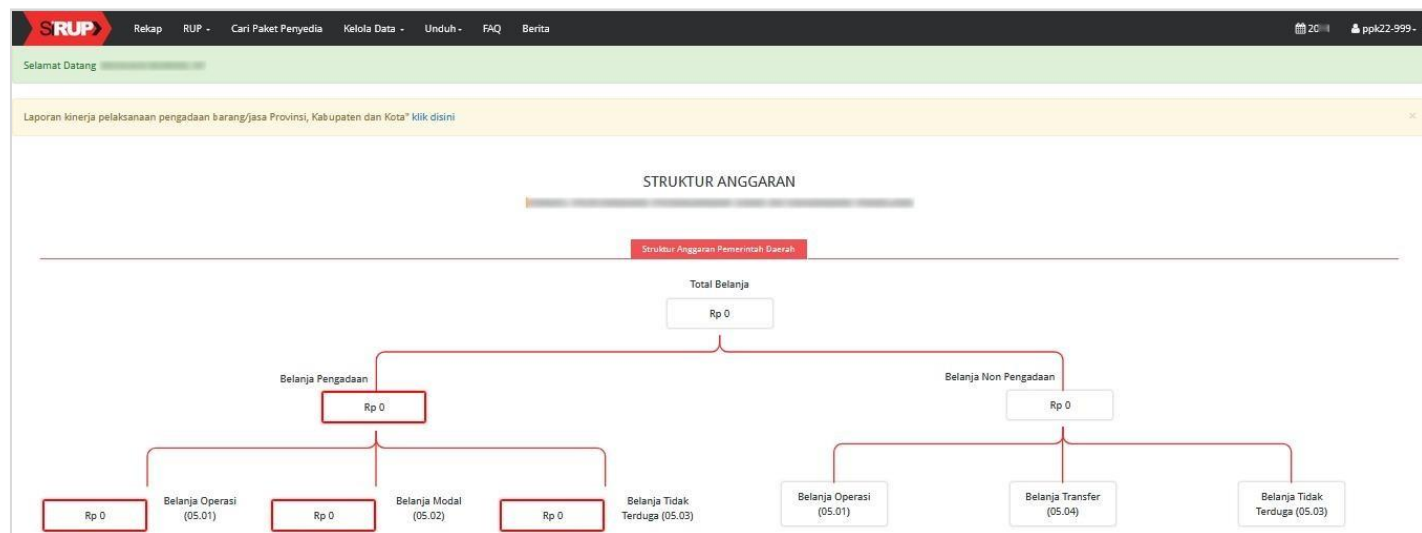 SiRUP Rekap RUP Cari Paket Penyedia Kelola Data Unduh FAQ Berita 20 ppk22-999
Selamat Datang
Laporan kinerja pelaksanaan pengadaan barang/jasa Provinsi, Kabupaten dan Kota" klik disini ×
STRUKTUR ANGGARAN
Struktur Anggaran Pemerintah Daerah
Total Belanja
Rp 0
Belanja Pengadaan
Rp 0
Belanja Non Pengadaan
Rp 0
Rp 0
Belanja Operasi
(05.01)
Rp 0
Belanja Modal
(05.02)
Rp 0
Belanja Tidak
Terduga (05.03)
Belanja Operasi
(05.01)
Belanja Transfer
(05.04)
Belanja Tidak
Terduga (05.03)